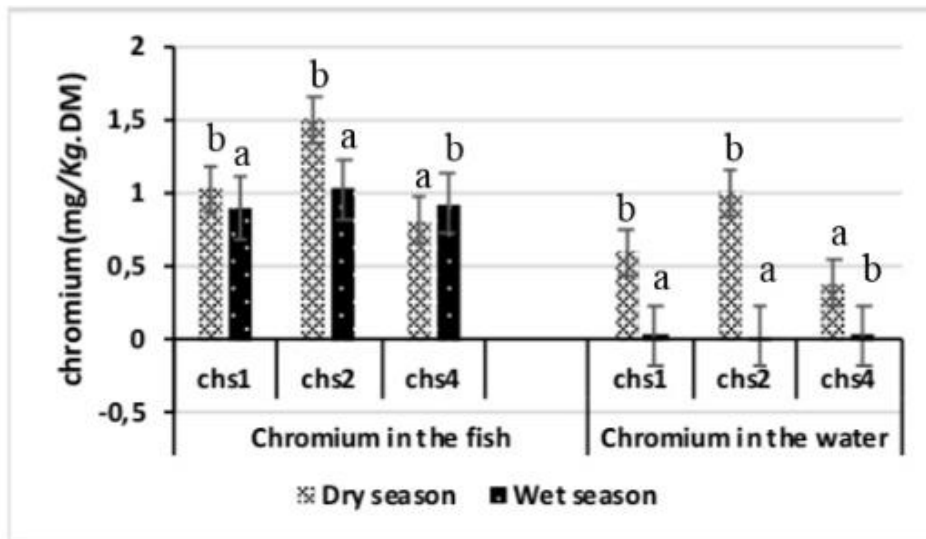 chromium(mg/Kg.DM)
2
1,5
1
0,5
0
-0,5
b a b a a b b a b a a b
chs1 chs2 chs4 chs1 chs2 chs4
Chromium in the fish Chromium in the water
Dry season Wet season